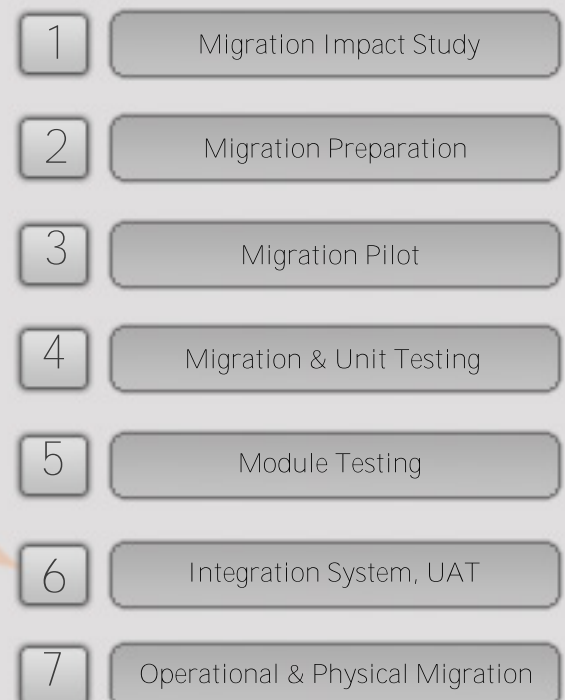 1 Migration Impact Study
2 Migration Preparation
3 Migration Pilot
4 Migration & Unit Testing
5 Module Testing
6 Integration System, UAT
7 Operational & Physical Migration